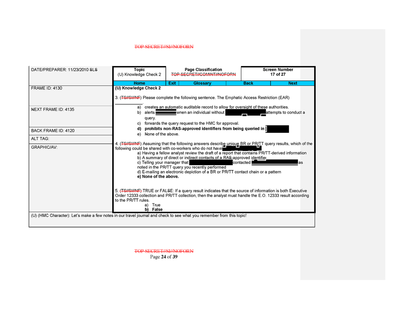 TOP SECRET//SI//NOFORN
DATE/PREPARER: 11/23/2010
Topic
(U) Knowledge Check 2
Page Classification
TOP SECRET//COMINT//NOFORN
Screen Number
17 of 27
Home Exit Glossary Back Next
FRAME ID: 4130
NEXT FRAME ID: 4135
BACK FRAME ID: 4120
ALT TAG:
GRAPHIC/AV:
(U) Knowledge Check 2
3. (TS//SI//NF) Please complete the following sentence. The Emphatic Access Restriction (EAR):
a) creates an automatic auditable record to allow for oversight of these authorities.
b) alerts when an individual without attempts to conduct a
query.
c) forwards the query request to the HMC for approval.
d) prohibits non-RAS-approved identifiers from being queried in
e) None of the above.
4. (TS//SI//NF) Assuming that the following answers describe unique BR or PR/TT query results, which of the
following could be shared with co-workers who do not have
a) Having a fellow analyst review the draft of a report that contains PR/TT-derived information
b) A summary of direct or indirect contacts of a RAS-approved identifier
c) Telling your manager that contacted as
noted in the PR/TT query you recently performed
d) E-mailing an electronic depiction of a BR or PR/TT contact chain or a pattern
e) None of the above.
5. (TS//SI//NF) TRUE or FALSE. If a query result indicates that the source of information is both Executive
Order 12333 collection and PR/TT collection, then the analyst must handle the E.O. 12333 result according
to the PR/TT rules.
a) True
b) False
(U) (HMC Character): Let's make a few notes in our travel journal and check to see what you remember from this topic!
TOP SECRET//SI//NOFORN
Page 24 of 39